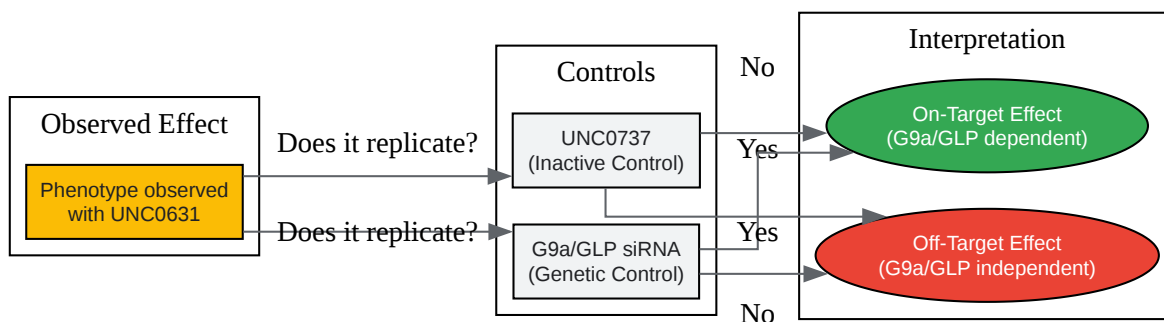 Observed Effect
Phenotype observed
with UNC0631
Does it replicate?
Does it replicate?
Controls
UNC0737
(Inactive Control)
G9a/GLP siRNA
(Genetic Control)
No
Yes
Yes
No
Interpretation
On-Target Effect
(G9a/GLP dependent)
Off-Target Effect
(G9a/GLP independent)